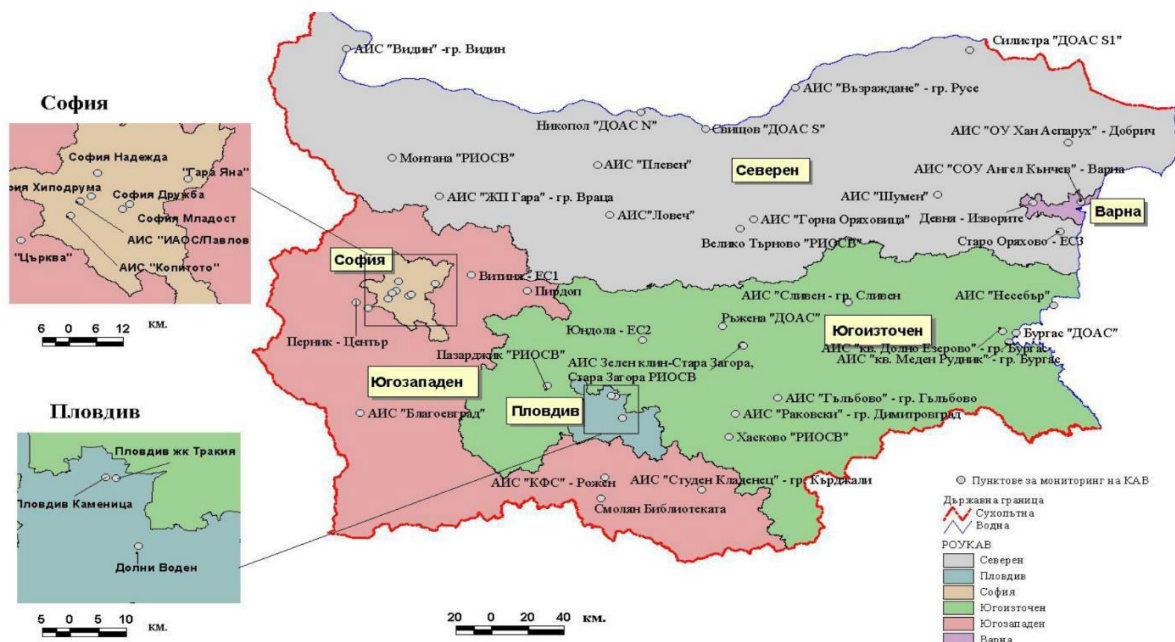 София
София Надежда
"Гара Яна"
рия Хиподрума
София Дружба
София Младост
АИС "ИАОС/Павлов
АИС "Копитото"
"Църква"
6 0 6 12 км.
Пловдив
Пловдив жк Тракия
Пловдив Каменица
Долни Воден
5 0 5 10 км.
АИС "Видин" -гр. Видин
Силистра "ДОАС S1"
АИС "Възраждане" - гр. Русе
Никопол "ДОАС N"
Свищов "ДОАС S"
АИС "ОУ Хан Аспарух" - Добрич
Монтана "РИОСВ"
АИС "Плевен"
Северен
АИС "СОУ Ангел Кънчев" - Варна
АИС "ЖП Гара" - гр. Враца
АИС "Шумен"
АИС"Ловеч"
АИС "Горна Оряховица"
Девня - Изворите
Варна
Велико Търново "РИОСВ"
Старо Оряхово - ЕС3
София
Витиня - ЕС1
Пирдоп
АИС "Сливен - гр. Сливен
АИС "Несебър"
Перник - Център
Юндола - ЕС2
Ръжена "ДОАС"
Югоизточен
Бургас "ДОАС"
АИС "кв. Долно Езерово" - гр. Бургас
Пазарджик "РИОСВ"
АИС Зелен клин-Стара Загора,
Стара Загора РИОСВ
АИС "кв. Меден Рудник" - гр. Бургас
Югозападен
Пловдив
АИС "Гълъбово" - гр. Гълъбово
АИС "Благоевград"
АИС "Раковски" - гр. Димитровград
Хасково "РИОСВ"
АИС "КФС" - Рожен
АИС "Студен Кладенец" - гр. Кърджали
Смолян Библиотеката
20 0 20 40 км.
Пунктове за мониторинг на КАВ
Държавна граница
Сухопътна
Водна
РОУКАВ
Северен
Пловдив
София
Югоизточен
Югозападен
Варна